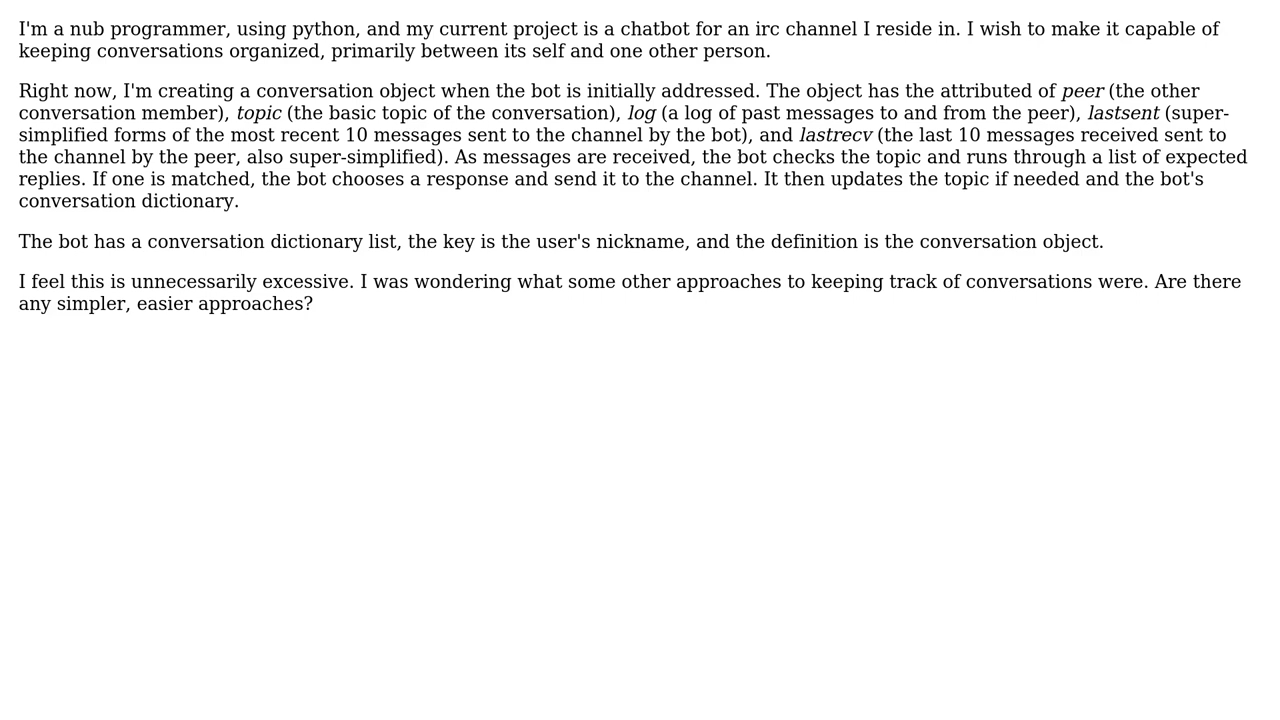 I'm a nub programmer, using python, and my current project is a chatbot for an irc channel I reside in. I wish to make it capable of
keeping conversations organized, primarily between its self and one other person.
Right now, I'm creating a conversation object when the bot is initially addressed. The object has the attributed of peer (the other
conversation member), topic (the basic topic of the conversation), log (a log of past messages to and from the peer), lastsent (super-
simplified forms of the most recent 10 messages sent to the channel by the bot), and lastrecv (the last 10 messages received sent to
the channel by the peer, also super-simplified). As messages are received, the bot checks the topic and runs through a list of expected
replies. If one is matched, the bot chooses a response and send it to the channel. It then updates the topic if needed and the bot's
conversation dictionary.
The bot has a conversation dictionary list, the key is the user's nickname, and the definition is the conversation object.
I feel this is unnecessarily excessive. I was wondering what some other approaches to keeping track of conversations were. Are there
any simpler, easier approaches?